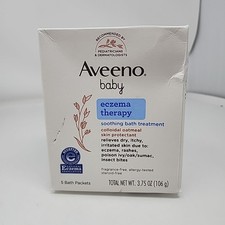 RECOMMENDED BY
PEDIATRICIANS
& DERMATOLOGISTS
Aveeno®
baby
eczema
therapy
soothing bath treatment
colloidal oatmeal
skin protectant
relieves dry, itchy,
irritated skin due to:
eczema, rashes,
poison ivy/oak/sumac,
insect bites
fragrance-free, allergy tested
steroid-free
Eczema
5 Bath Packets
TOTAL NET WT. 3.75 OZ (106 g)